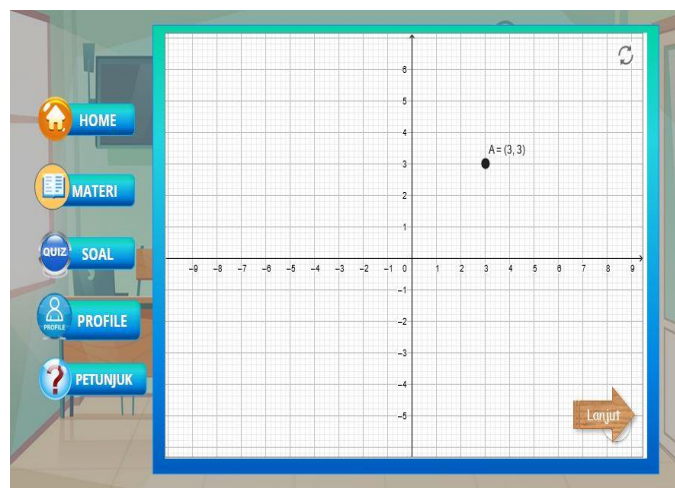 HOME
MATERI
QUIZ SOAL
PROFILE PROFILE
PETUNJUK
6
5
4
A = (3, 3)
3
2
1
−9 −8 −7 −6 −5 −4 −3 −2 −1 0 1 2 3 4 5 6 7 8 9
−1
−2
−3
−4
−5
Lanjut